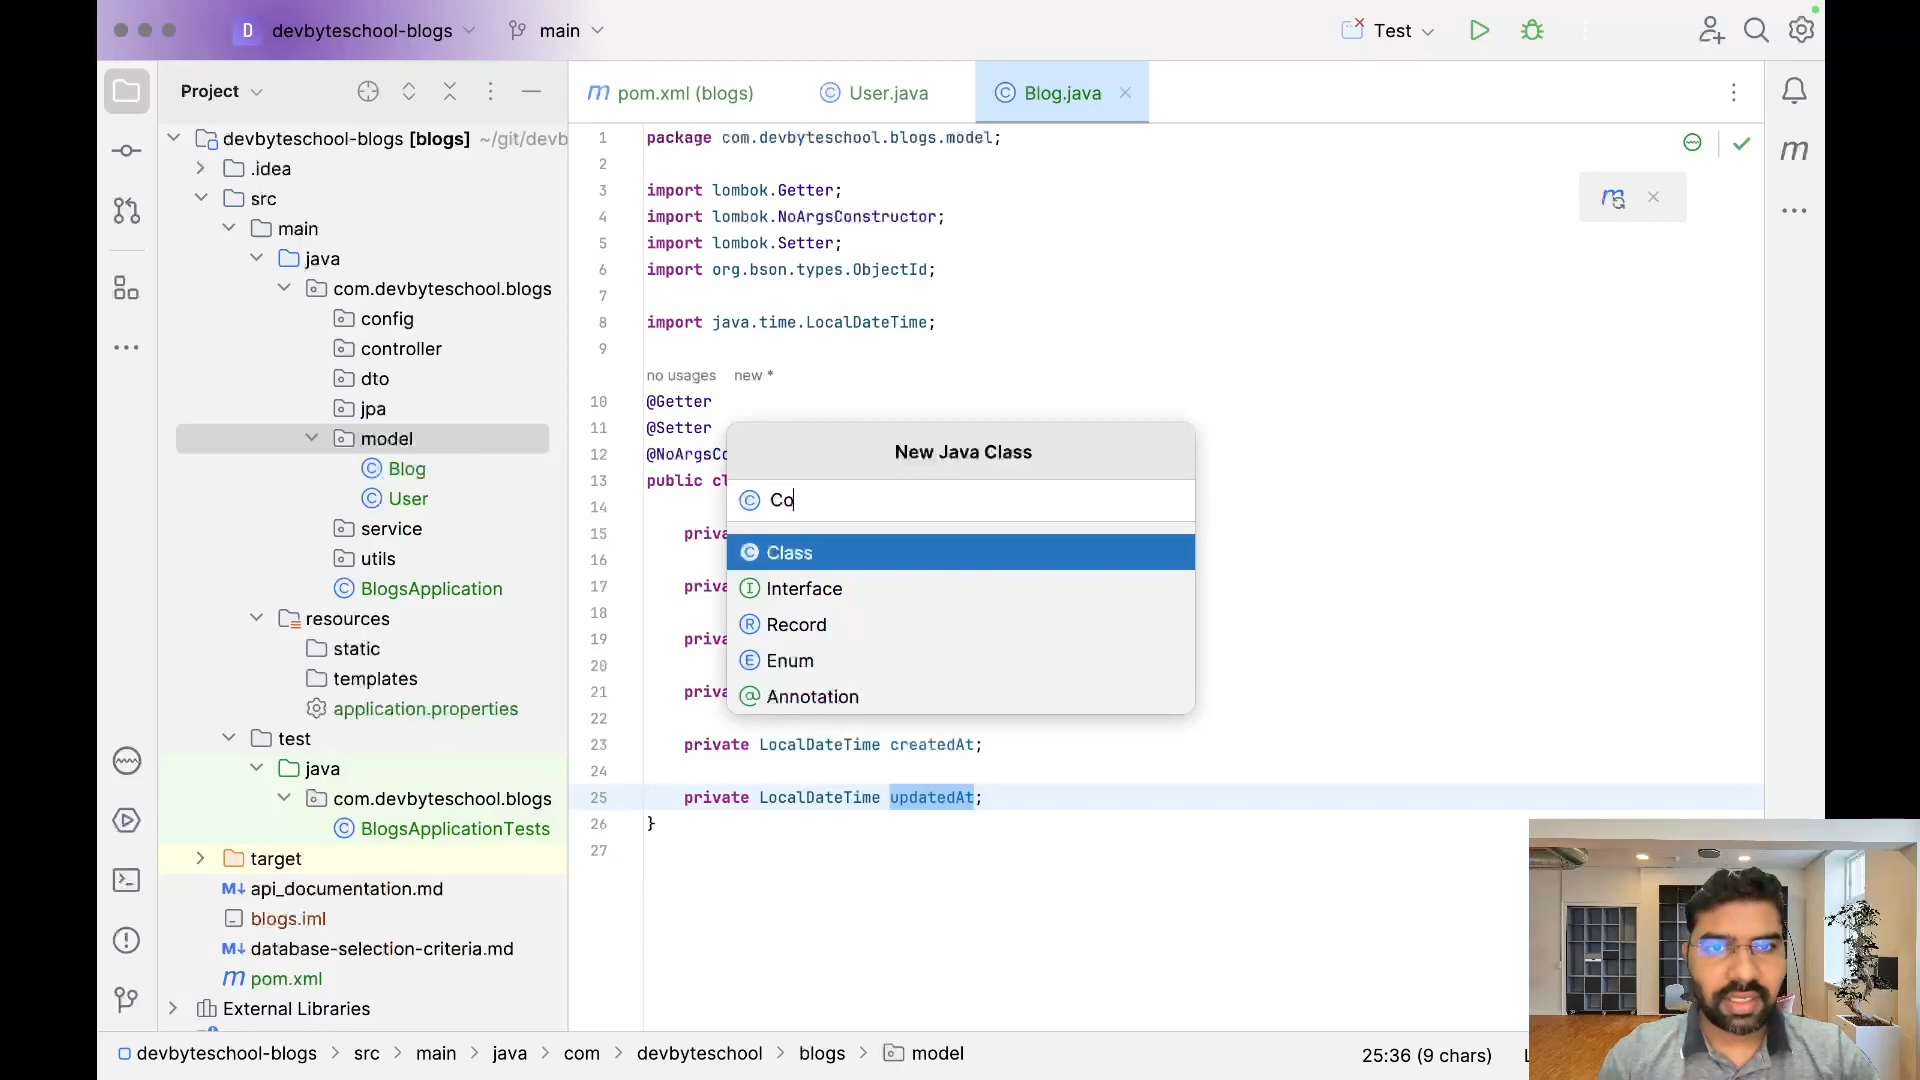 D devbyteschool-blogs main Test
Project
m pom.xml (blogs) User.java Blog.java
devbyteschool-blogs [blogs] ~/git/devb
.idea
src
main
java
com.devbyteschool.blogs
config
controller
dto
jpa
model
Blog
User
service
utils
BlogsApplication
resources
static
templates
application.properties
test
java
com.devbyteschool.blogs
BlogsApplicationTests
target
M↓ api_documentation.md
blogs.iml
M↓ database-selection-criteria.md
m pom.xml
External Libraries
1 package com.devbyteschool.blogs.model;
2
3 import lombok.Getter;
4 import lombok.NoArgsConstructor;
5 import lombok.Setter;
6 import org.bson.types.ObjectId;
7
8 import java.time.LocalDateTime;
9
no usages new *
10 @Getter
11 @Setter
12 @NoArgsCo
13 public cl
14
15 priva
16
17 priva
18
19 priva
20
21 priva
22
23 private LocalDateTime createdAt;
24
25 private LocalDateTime updatedAt;
26 }
27
New Java Class
C Co
C Class
I Interface
R Record
E Enum
@ Annotation
m
m
devbyteschool-blogs > src > main > java > com > devbyteschool > blogs > model
25:36 (9 chars)